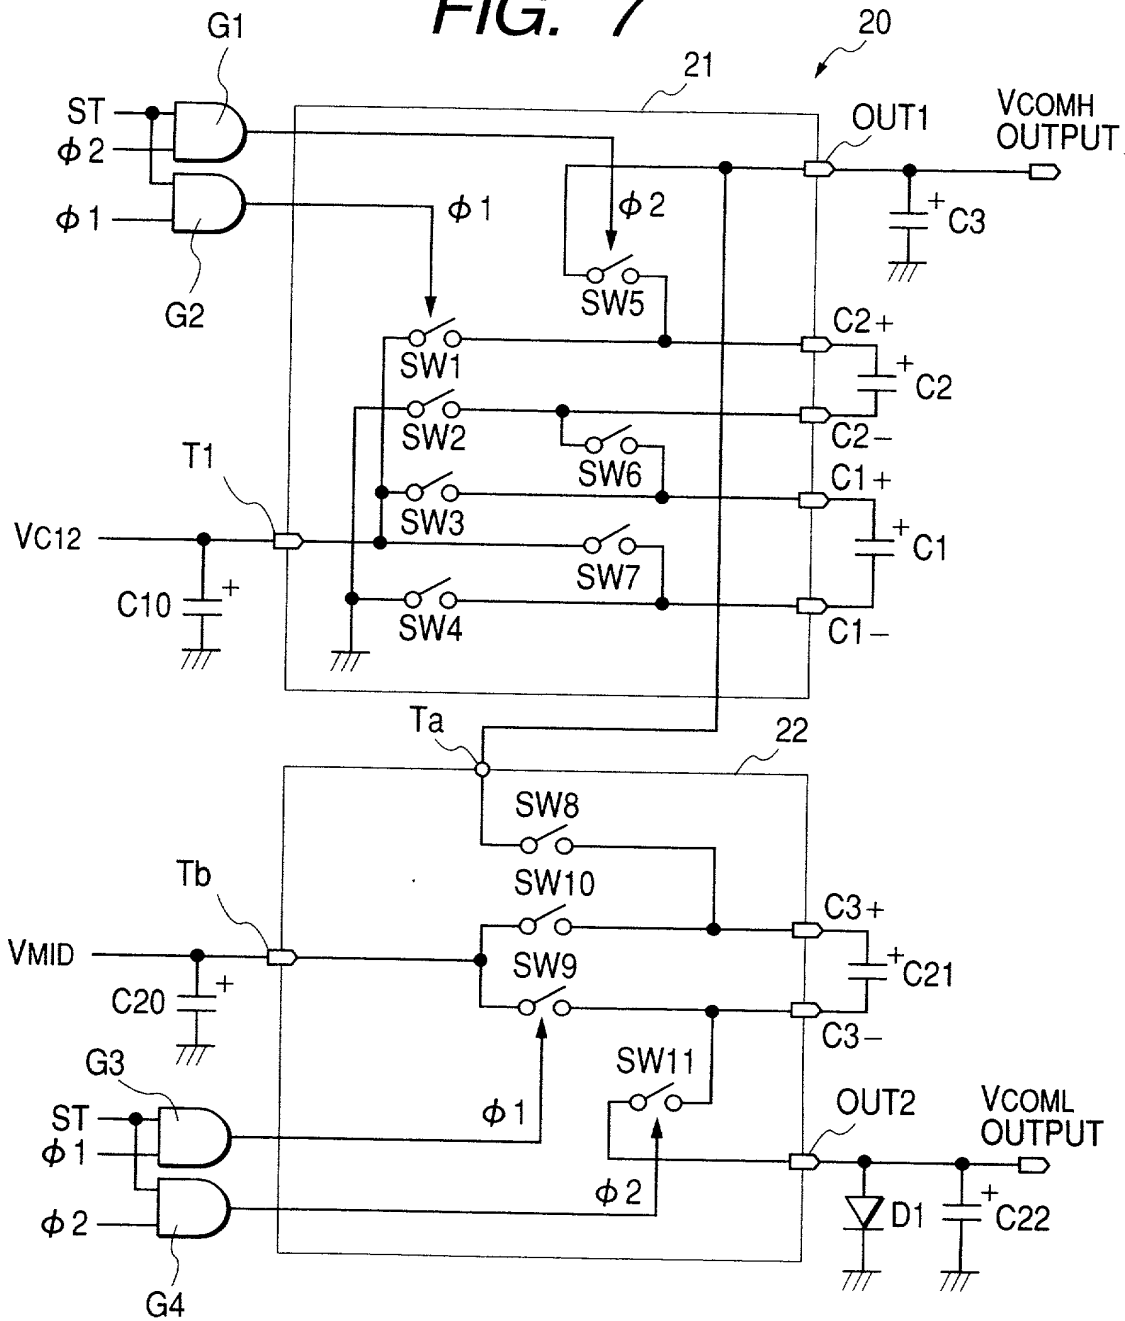 FIG. 7
G1
20
21
ST
OUT1
VCOMH
OUTPUT
ϕ2
ϕ1
ϕ2
+
C3
ϕ1
G2
SW5
C2+
SW1
+
C2
SW2
C2−
T1
SW6
C1+
SW3
VC12
+
C1
SW7
C10
+
SW4
C1−
Ta
22
SW8
Tb
SW10
C3+
VMID
SW9
+
C21
C20
+
C3−
G3
SW11
ST
ϕ1
OUT2
VCOML
OUTPUT
ϕ1
ϕ2
ϕ2
D1
+
C22
G4